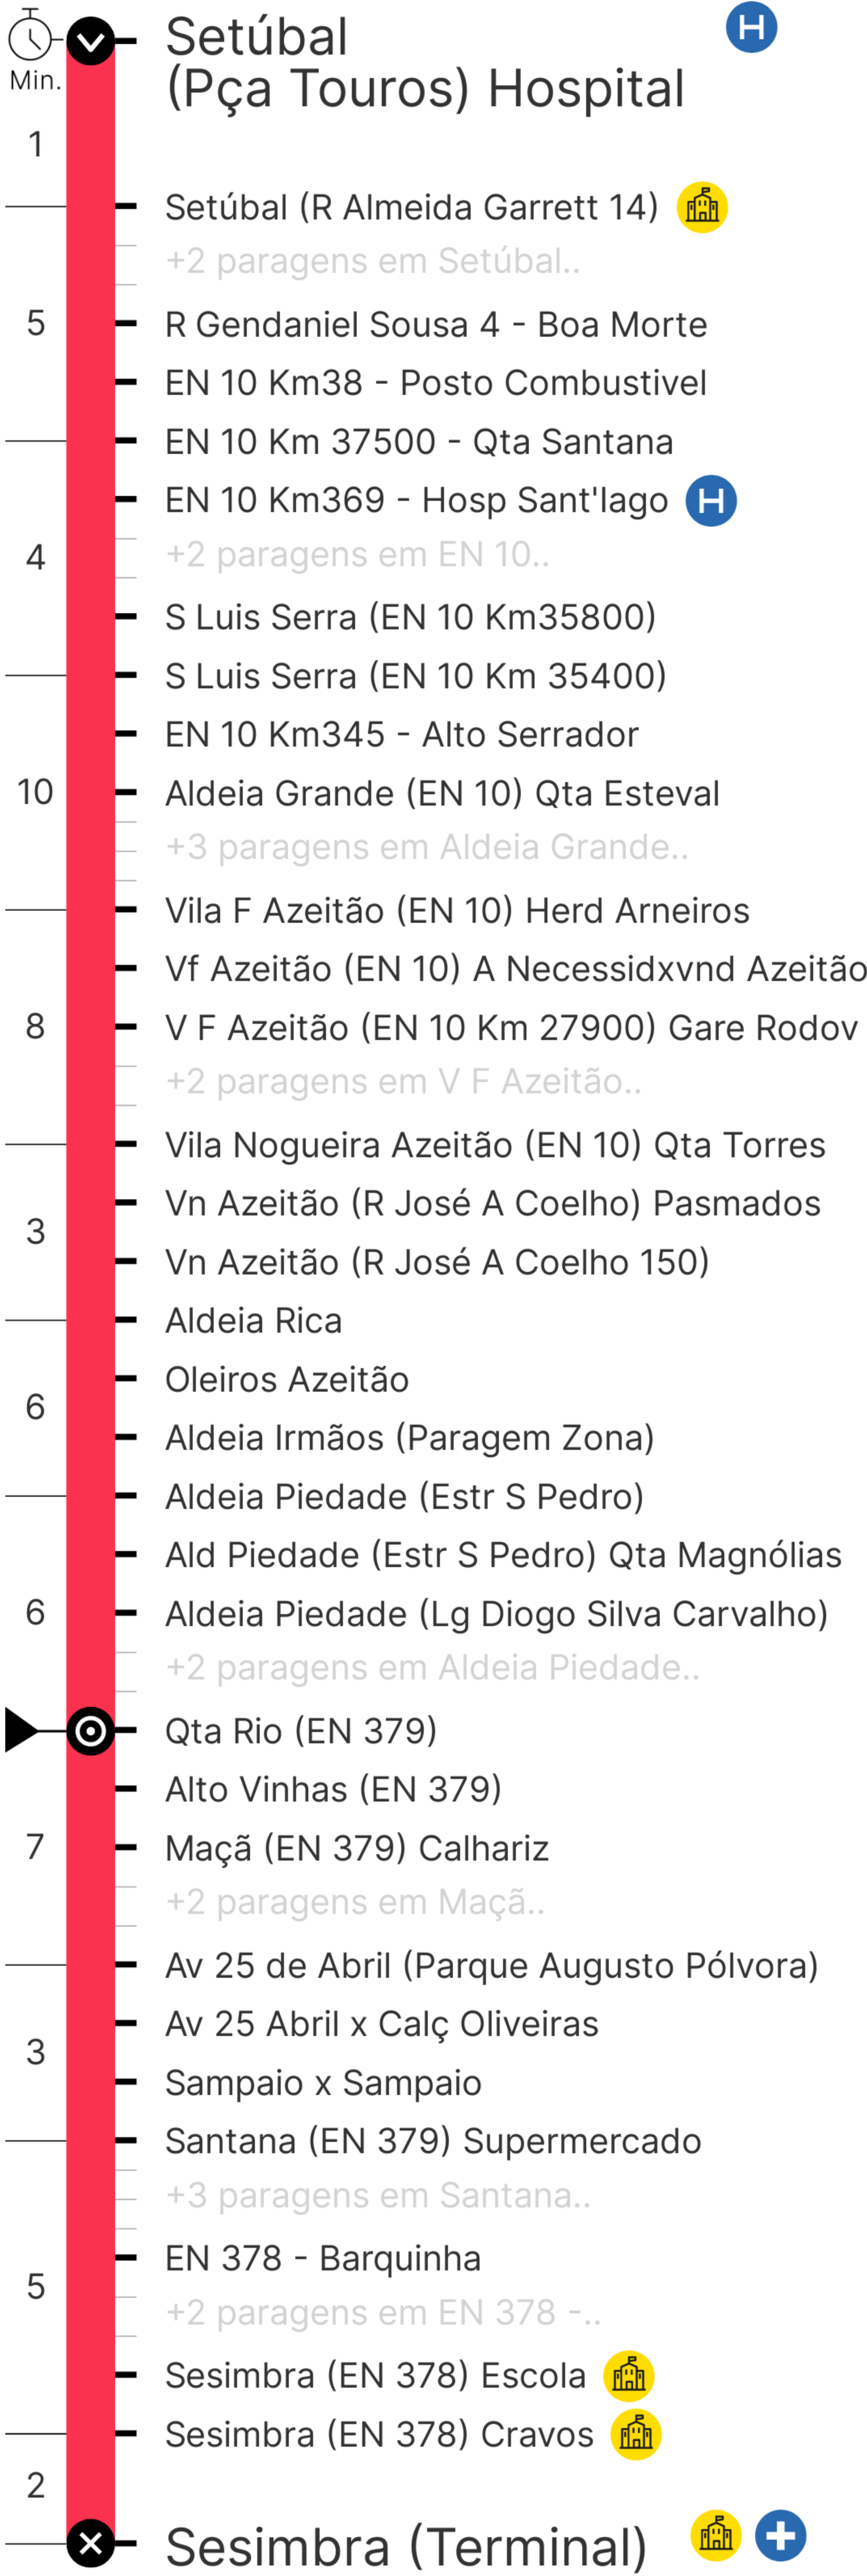 Setúbal
(Pça Touros) Hospital
H
Min.
1
Setúbal (R Almeida Garrett 14)
+2 paragens em Setúbal..
5
R Gendaniel Sousa 4 - Boa Morte
EN 10 Km38 - Posto Combustivel
EN 10 Km 37500 - Qta Santana
EN 10 Km369 - Hosp Sant'Iago
H
4
+2 paragens em EN 10..
S Luis Serra (EN 10 Km35800)
S Luis Serra (EN 10 Km 35400)
EN 10 Km345 - Alto Serrador
10
Aldeia Grande (EN 10) Qta Esteval
+3 paragens em Aldeia Grande..
Vila F Azeitão (EN 10) Herd Arneiros
Vf Azeitão (EN 10) A Necessidxvnd Azeitão
8
V F Azeitão (EN 10 Km 27900) Gare Rodov
+2 paragens em V F Azeitão..
Vila Nogueira Azeitão (EN 10) Qta Torres
Vn Azeitão (R José A Coelho) Pasmados
3
Vn Azeitão (R José A Coelho 150)
Aldeia Rica
Oleiros Azeitão
6
Aldeia Irmãos (Paragem Zona)
Aldeia Piedade (Estr S Pedro)
Ald Piedade (Estr S Pedro) Qta Magnólias
6
Aldeia Piedade (Lg Diogo Silva Carvalho)
+2 paragens em Aldeia Piedade..
Qta Rio (EN 379)
Alto Vinhas (EN 379)
7
Maçã (EN 379) Calhariz
+2 paragens em Maçã..
Av 25 de Abril (Parque Augusto Pólvora)
Av 25 Abril x Calç Oliveiras
3
Sampaio x Sampaio
Santana (EN 379) Supermercado
+3 paragens em Santana..
EN 378 - Barquinha
5
+2 paragens em EN 378 -..
Sesimbra (EN 378) Escola
Sesimbra (EN 378) Cravos
2
Sesimbra (Terminal)